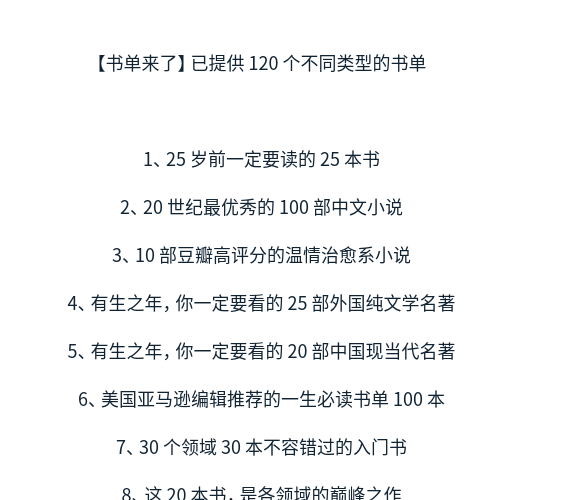 【书单来了】已提供 120 个不同类型的书单
1、25 岁前一定要读的 25 本书
2、20 世纪最优秀的 100 部中文小说
3、10 部豆瓣高评分的温情治愈系小说
4、有生之年，你一定要看的 25 部外国纯文学名著
5、有生之年，你一定要看的 20 部中国现当代名著
6、美国亚马逊编辑推荐的一生必读书单 100 本
7、30 个领域 30 本不容错过的入门书
8、这 20 本书，是各领域的巅峰之作